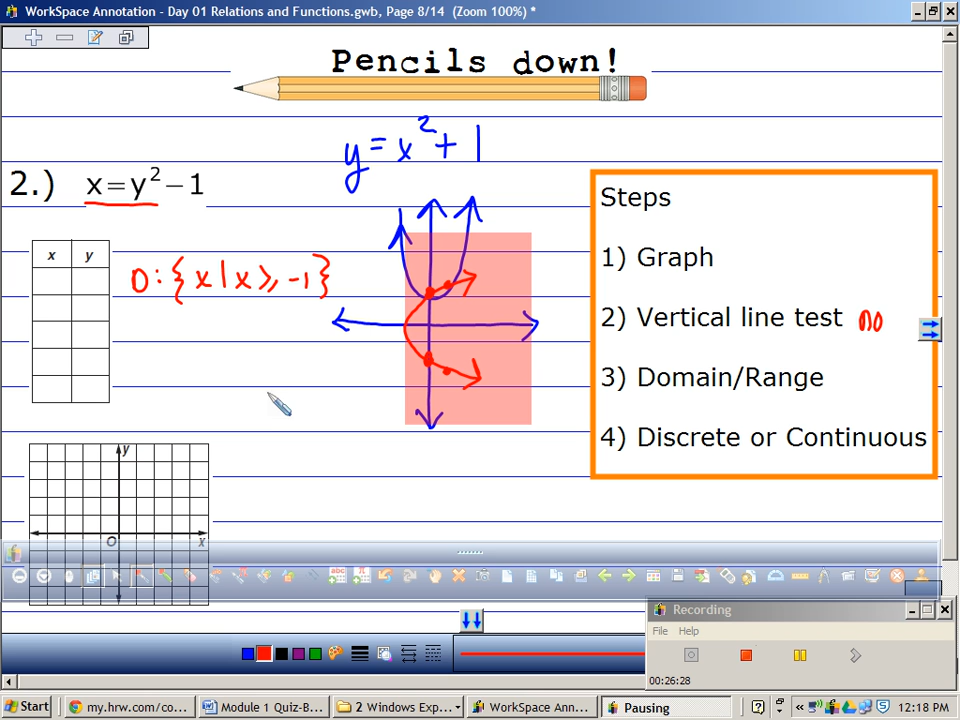 WorkSpace Annotation - Day 01 Relations and Functions.gwb, Page 8/14 (Zoom 100%) *
Pencils down!
y = x² + 1
2.) x=y²−1
x y
D: { x | x ≥, -1 }
Steps
1) Graph
2) Vertical line test no
3) Domain/Range
4) Discrete or Continuous
y
O x
abc π
Recording
File Help
00:26:28
Start
my.hrw.com/co...
Module 1 Quiz-B...
2 Windows Exp...
WorkSpace Ann...
Pausing
12:18 PM